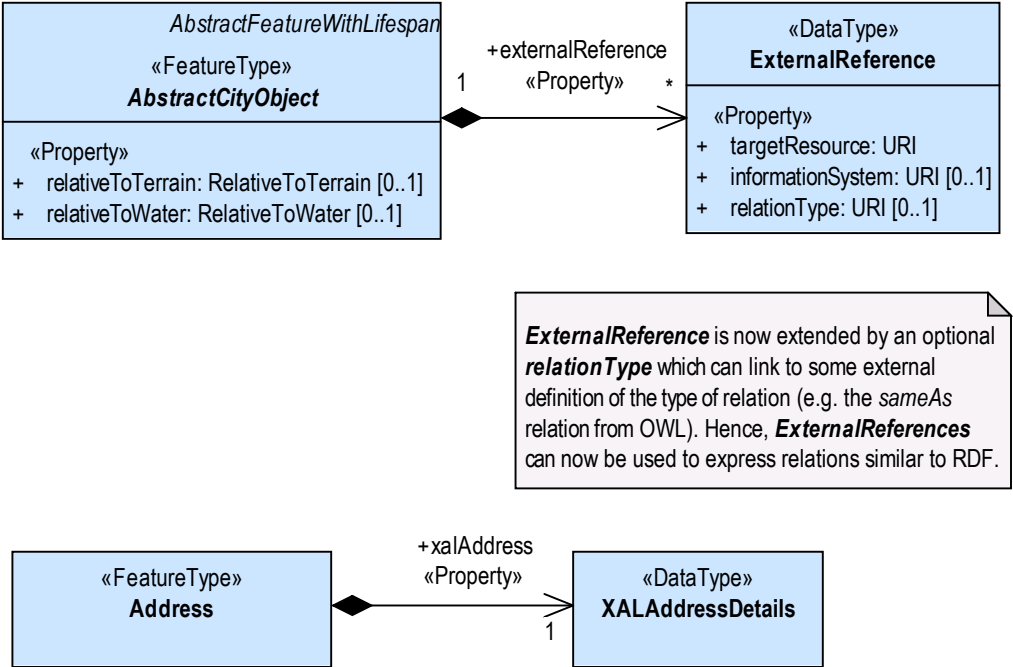 AbstractFeatureWithLifespan
«FeatureType»
AbstractCityObject
«Property»
+ relativeToTerrain: RelativeToTerrain [0..1]
+ relativeToWater: RelativeToWater [0..1]
+externalReference
1 «Property» *
«DataType»
ExternalReference
«Property»
+ targetResource: URI
+ informationSystem: URI [0..1]
+ relationType: URI [0..1]
ExternalReference is now extended by an optional
relationType which can link to some external
definition of the type of relation (e.g. the sameAs
relation from OWL). Hence, ExternalReferences
can now be used to express relations similar to RDF.
«FeatureType»
Address
+xalAddress
«Property»
1
«DataType»
XALAddressDetails